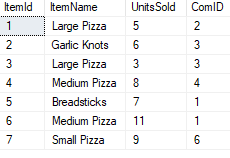 ItemId ItemName UnitsSold ComID
1 Large Pizza 5 2
2 Garlic Knots 6 3
3 Large Pizza 3 3
4 Medium Pizza 8 4
5 Breadsticks 7 1
6 Medium Pizza 11 1
7 Small Pizza 9 6